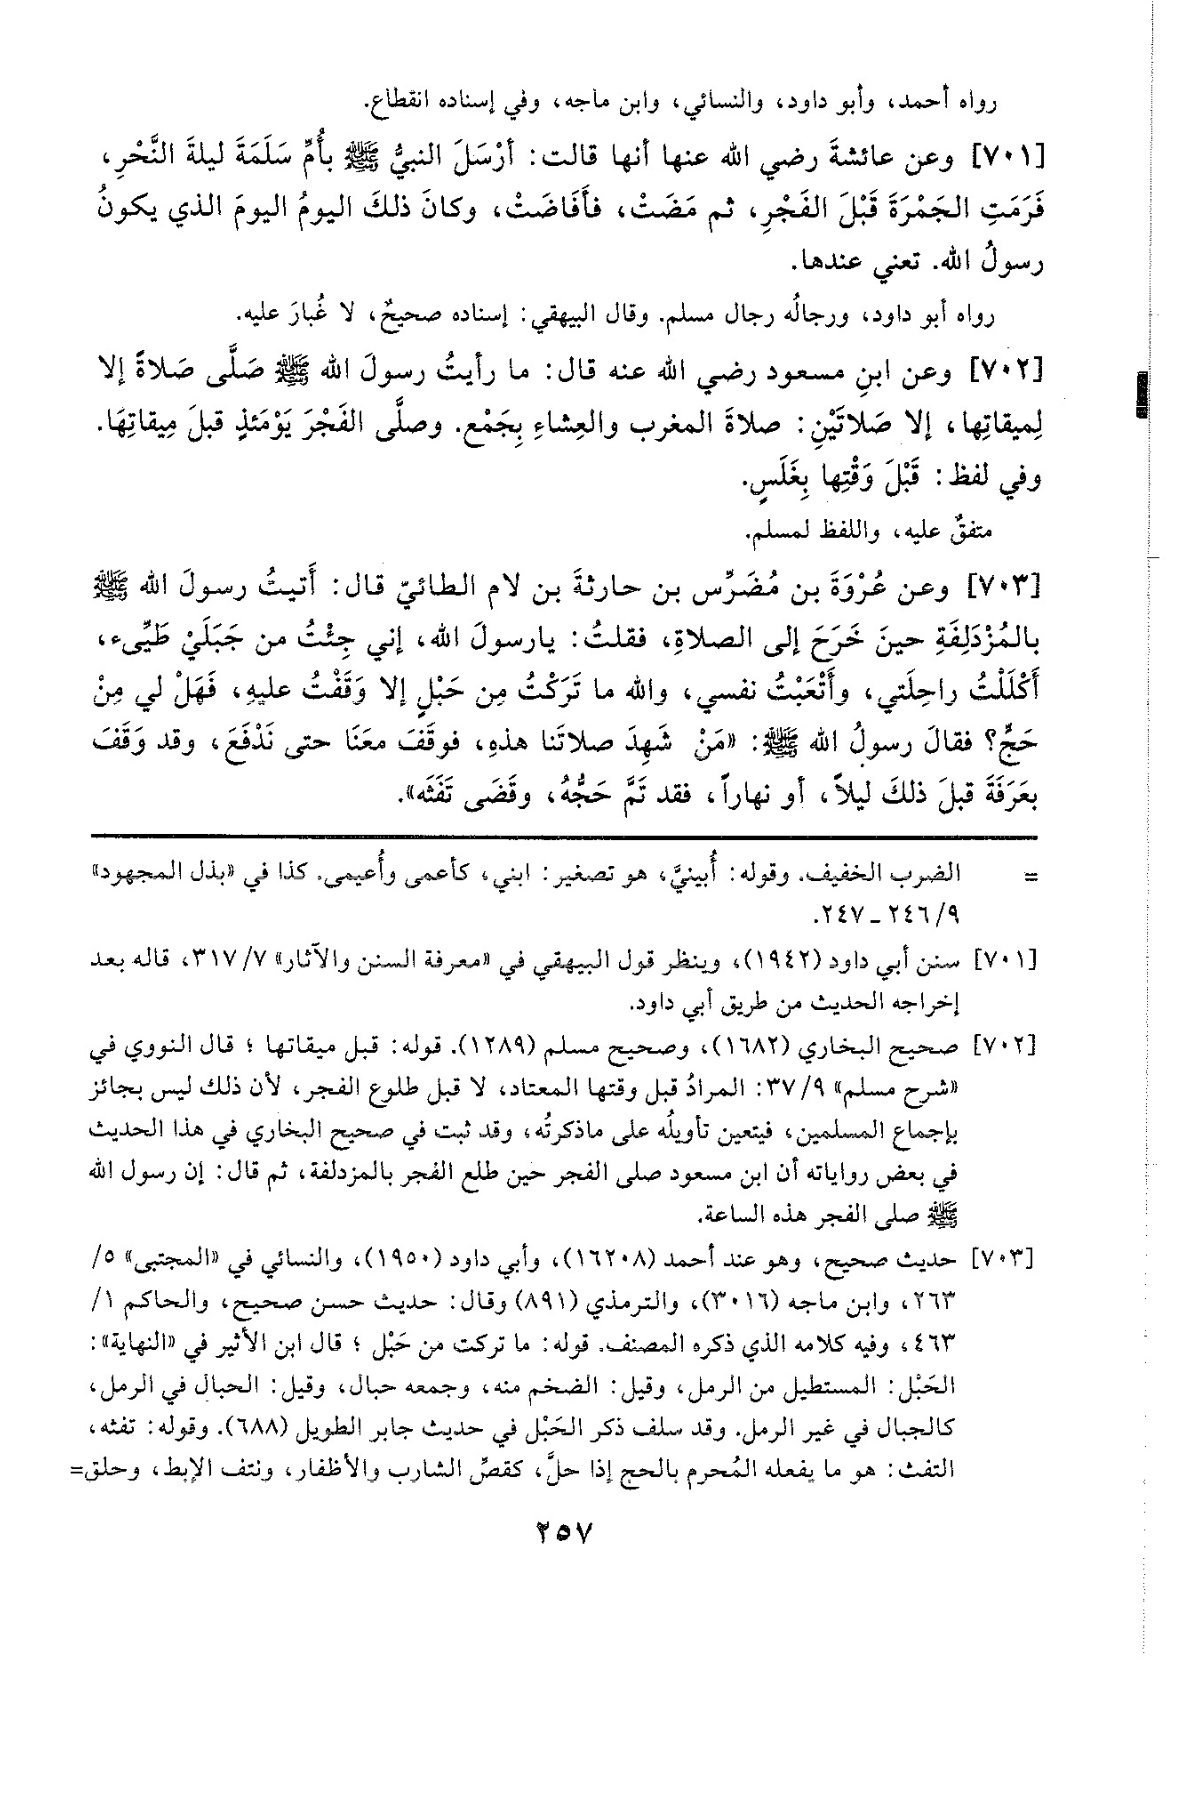 رواه أحمد، وأبو داود، والنسائي، وابن ماجه، وفي إسناده انقطاع.
[٧٠١] وعن عائشةَ رضي الله عنها أنها قالت: أرْسَلَ النبيُّ ﷺ بأُمِّ سَلَمَةَ ليلةَ النَّحْرِ،
فَرَمَتِ الجَمْرَةَ قَبْلَ الفَجْرِ، ثم مَضَتْ، فأَفَاضَتْ، وكانَ ذلكَ اليومُ اليومَ الذي يكونُ
رسولُ الله. تعني عندها.
رواه أبو داود، ورجالُه رجال مسلم. وقال البيهقي: إسناده صحيحٌ، لا غُبارَ عليه.
[٧٠٢] وعن ابنِ مسعود رضي الله عنه قال: ما رأيتُ رسولَ الله ﷺ صَلَّى صَلاةً إلا
لِميقاتِها، إلا صَلاتَيْنِ: صلاةَ المغرب والعِشاءِ بِجَمْع. وصلَّى الفَجْرَ يَوْمَئذٍ قبلَ مِيقاتِهَا.
وفي لفظ: قَبْلَ وَقْتِها بِغَلَسٍ.
متفقٌ عليه، واللفظ لمسلم.
[٧٠٣] وعن عُرْوَةَ بن مُضَرِّس بن حارثةَ بن لام الطائيّ قال: أَتيتُ رسولَ الله ﷺ
بالمُزْدَلِفَةِ حينَ خَرَحَ إلى الصلاةِ، فقلتُ: يارسولَ الله، إني جِئْتُ من جَبَلَيْ طَيِّىء،
أَكْلَلْتُ راحِلَتي، وأَتْعَبْتُ نفسي، والله ما تَرَكْتُ مِن حَبْلٍ إلا وَقَفْتُ عليهِ، فَهَلْ لي مِنْ
حَجٍّ؟ فقالَ رسولُ الله ﷺ: «مَنْ شَهِدَ صلاتَنا هذهِ، فوقَفَ معَنَا حتى نَدْفَعَ، وقد وَقَفَ
بعَرَفَةَ قبلَ ذلكَ ليلاً، أو نهاراً، فقد تَمَّ حَجُّهُ، وقَضَى تَفَثَه».
= الضرب الخفيف. وقوله: أُبينيَّ، هو تصغير: ابني، كأعمى وأُعيمى. كذا في «بذل المجهود»
٩/ ٢٤٦ ـ ٢٤٧.
[٧٠١] سنن أبي داود (١٩٤٢)، وينظر قول البيهقي في «معرفة السنن والآثار» ٧/ ٣١٧، قاله بعد
إخراجه الحديث من طريق أبي داود.
[٧٠٢] صحيح البخاري (١٦٨٢)، وصحيح مسلم (١٢٨٩). قوله: قبل ميقاتها ؛ قال النووي في
«شرح مسلم» ٩/ ٣٧: المرادُ قبل وقتها المعتاد، لا قبل طلوع الفجر، لأن ذلك ليس بجائز
بإجماع المسلمين، فيتعين تأويلُه على ماذكرتُه، وقد ثبت في صحيح البخاري في هذا الحديث
في بعض رواياته أن ابن مسعود صلى الفجر حين طلع الفجر بالمزدلفة، ثم قال: إن رسول الله
ﷺ صلى الفجر هذه الساعة.
[٧٠٣] حديث صحيح، وهو عند أحمد (١٦٢٠٨)، وأبي داود (١٩٥٠)، والنسائي في «المجتبى» ٥/
٢٦٣، وابن ماجه (٣٠١٦)، والترمذي (٨٩١) وقال: حديث حسن صحيح، والحاكم ١/
٤٦٣، وفيه كلامه الذي ذكره المصنف. قوله: ما تركت من حَبْل ؛ قال ابن الأثير في «النهاية»:
الحَبْل: المستطيل من الرمل، وقيل: الضخم منه، وجمعه حبال، وقيل: الحبال في الرمل،
كالجبال في غير الرمل. وقد سلف ذكر الحَبْل في حديث جابر الطويل (٦٨٨). وقوله: تفثه،
التفث: هو ما يفعله المُحرم بالحج إذا حلَّ، كقصِّ الشارب والأظفار، ونتف الإبط، وحلق=
٢٥٧